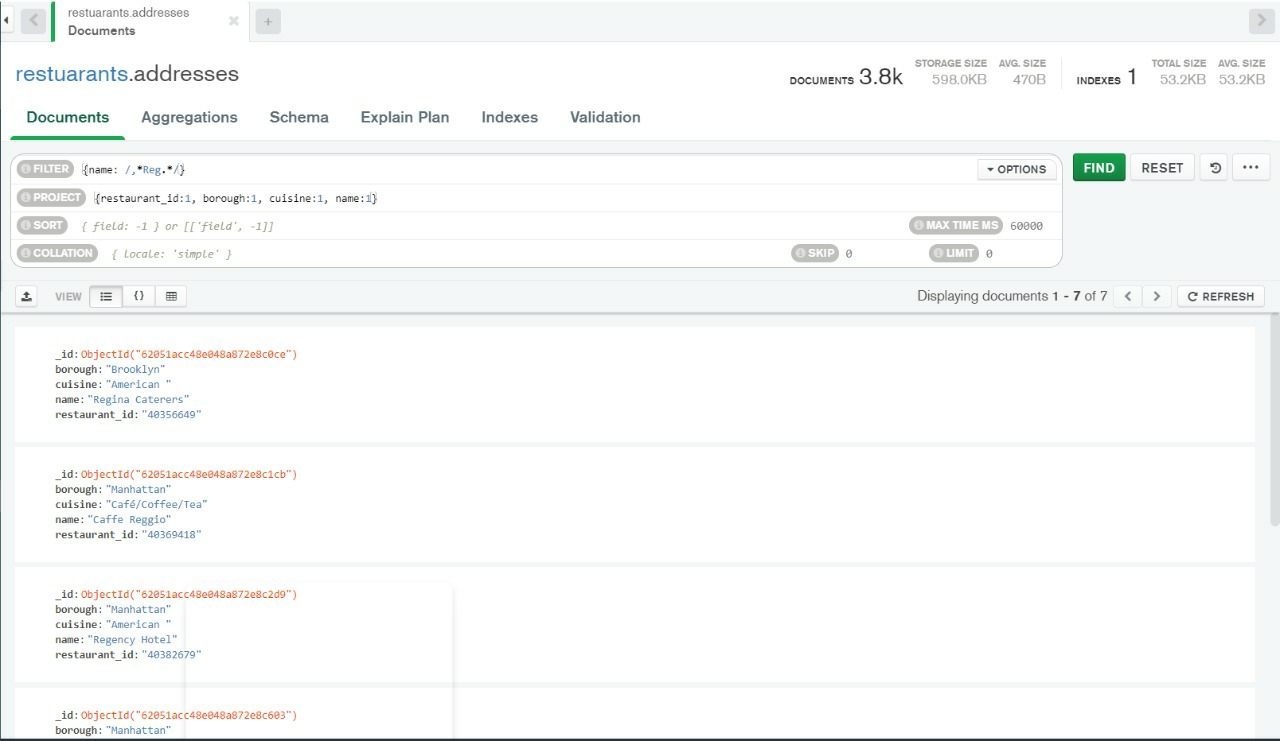 restuarants.addresses
Documents
restuarants.addresses
DOCUMENTS 3.8k STORAGE SIZE 598.0KB AVG. SIZE 470B INDEXES 1 TOTAL SIZE 53.2KB AVG. SIZE 53.2KB
Documents Aggregations Schema Explain Plan Indexes Validation
FILTER {name: /,*Reg.*/} OPTIONS FIND RESET
PROJECT {restaurant_id:1, borough:1, cuisine:1, name:1}
SORT { field: -1 } or [['field', -1]] MAX TIME MS 60000
COLLATION { locale: 'simple' } SKIP 0 LIMIT 0
VIEW {} Displaying documents 1 - 7 of 7 REFRESH
_id: ObjectId("62051acc48e048a872e8c0ce")
borough: "Brooklyn"
cuisine: "American "
name: "Regina Caterers"
restaurant_id: "40356649"
_id: ObjectId("62051acc48e048a872e8c1cb")
borough: "Manhattan"
cuisine: "Café/Coffee/Tea"
name: "Caffe Reggio"
restaurant_id: "40369418"
_id: ObjectId("62051acc48e048a872e8c2d9")
borough: "Manhattan"
cuisine: "American "
name: "Regency Hotel"
restaurant_id: "40382679"
_id: ObjectId("62051acc48e048a872e8c603")
borough: "Manhattan"